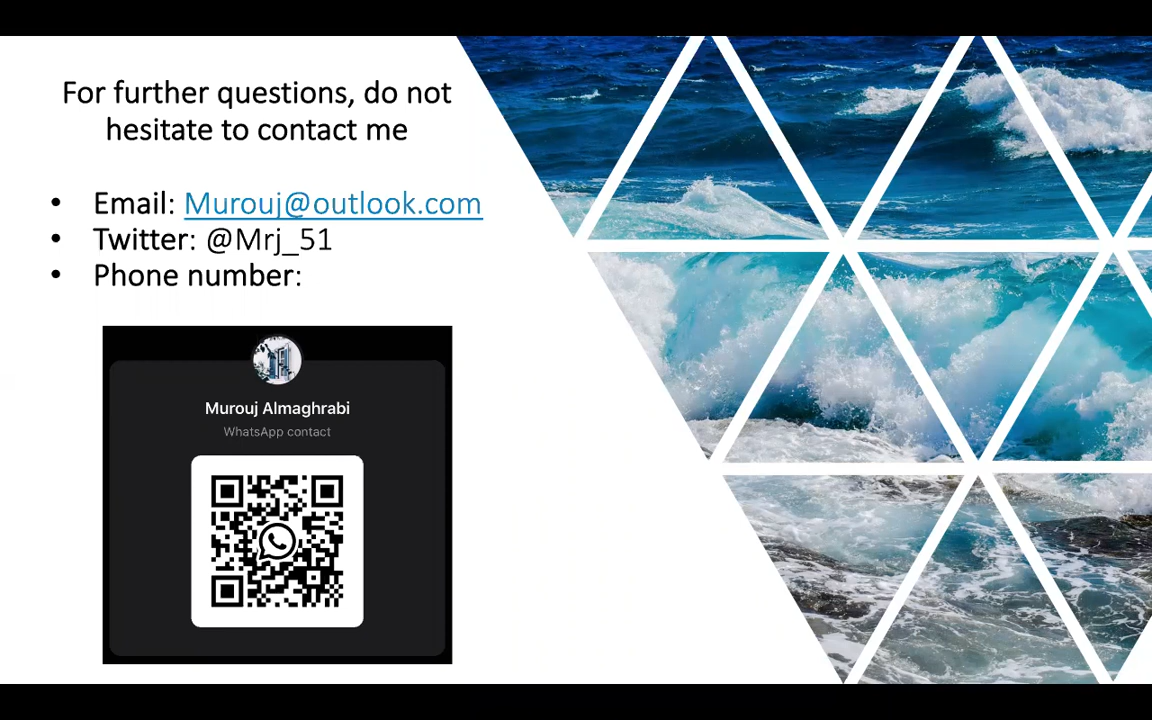 For further questions, do not
hesitate to contact me
• Email: Murouj@outlook.com
• Twitter: @Mrj_51
• Phone number:
Murouj Almaghrabi
WhatsApp contact